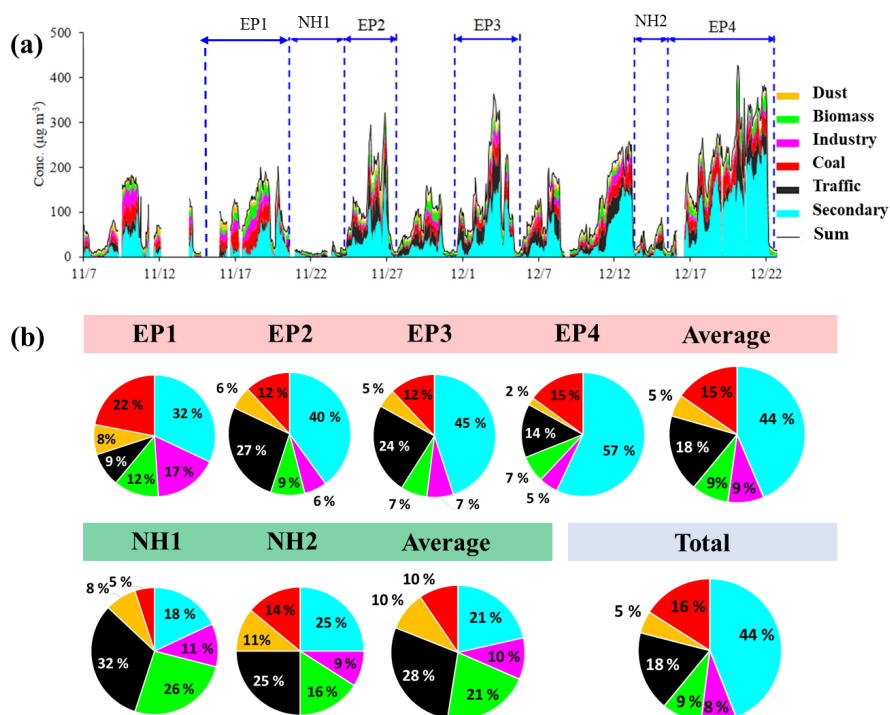 (a)
EP1 NH1 EP2 EP3 NH2 EP4
Conc. (µg m⁻³)
500
400
300
200
100
0
11/7 11/12 11/17 11/22 11/27 12/1 12/7 12/12 12/17 12/22
Dust
Biomass
Industry
Coal
Traffic
Secondary
Sum
(b)
EP1 EP2 EP3 EP4 Average
22 % 32 % 8% 9 % 12 % 17 %
6 % 12 % 40 % 27 % 9 % 6 %
5 % 12 % 45 % 24 % 7 % 7 %
2 % 15 % 14 % 57 % 7 % 5 %
5 % 15 % 44 % 18 % 9% 9 %
NH1 NH2 Average Total
8 % 5 % 18 % 11 % 32 % 26 %
14 % 25 % 11% 9 % 25 % 16 %
10 % 10 % 21 % 10 % 28 % 21 %
5 % 16 % 44 % 18 % 9 % 8 %